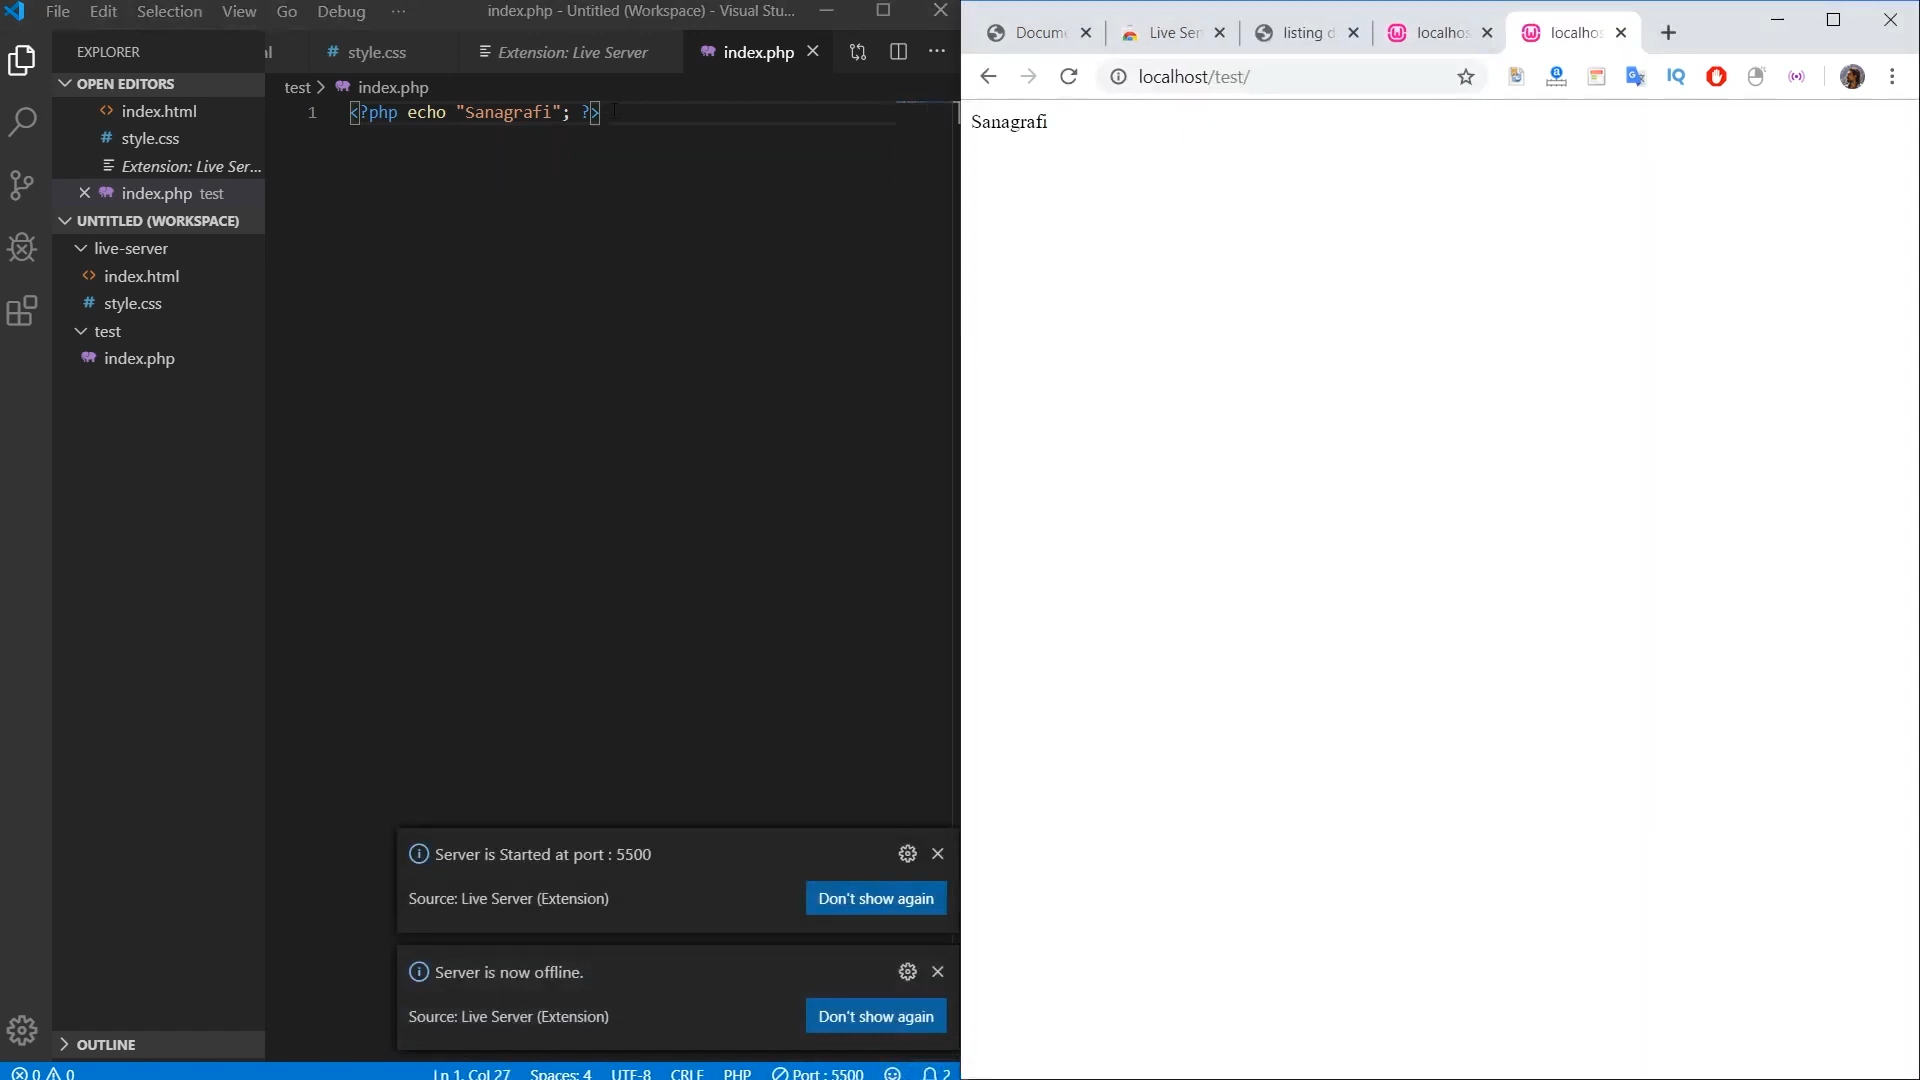 File Edit Selection View Go Debug ··· index.php - Untitled (Workspace) - Visual Stu...
EXPLORER
style.css
Extension: Live Server
index.php
OPEN EDITORS
index.html
style.css
Extension: Live Ser...
index.php test
UNTITLED (WORKSPACE)
live-server
index.html
style.css
test
index.php
OUTLINE
test > index.php
1 <?php echo "Sanagrafi"; ?>
Server is Started at port : 5500
Source: Live Server (Extension)
Don't show again
Server is now offline.
Source: Live Server (Extension)
Don't show again
0 0 Ln 1, Col 27 Spaces: 4 UTF-8 CRLF PHP Port : 5500 2
Docum Live Ser listing d localhos localhos
localhost/test/
IQ
Sanagrafi